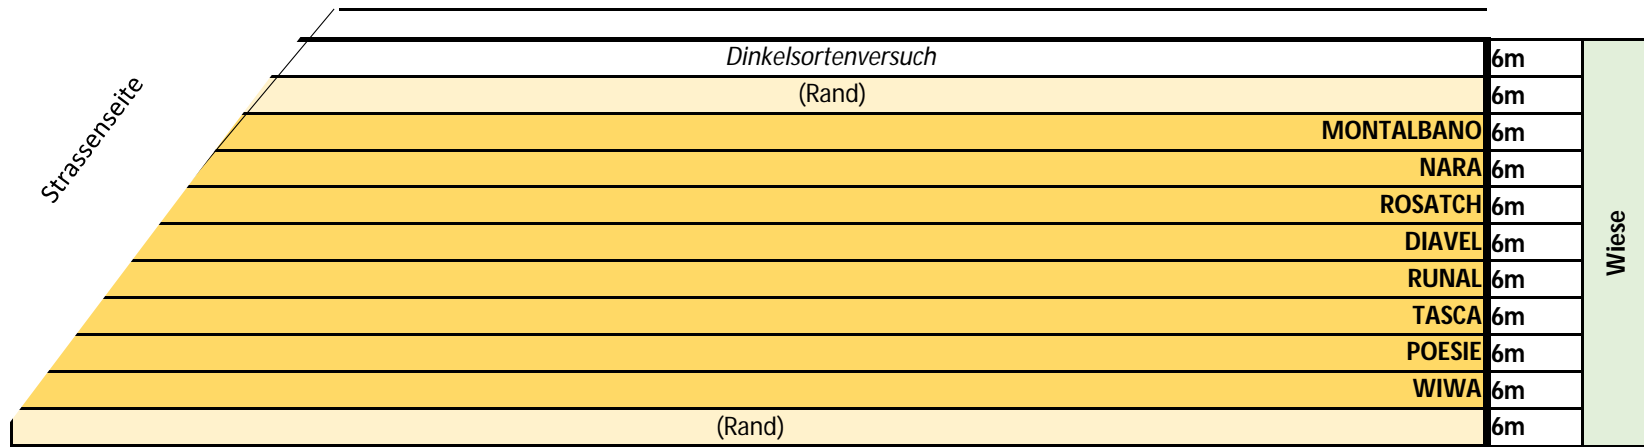 Dinkelsortenversuch 6m
(Rand) 6m
MONTALBANO 6m
NARA 6m
ROSATCH 6m
DIAVEL 6m
RUNAL 6m
TASCA 6m
POESIE 6m
WIWA 6m
(Rand) 6m
Strassenseite
Wiese